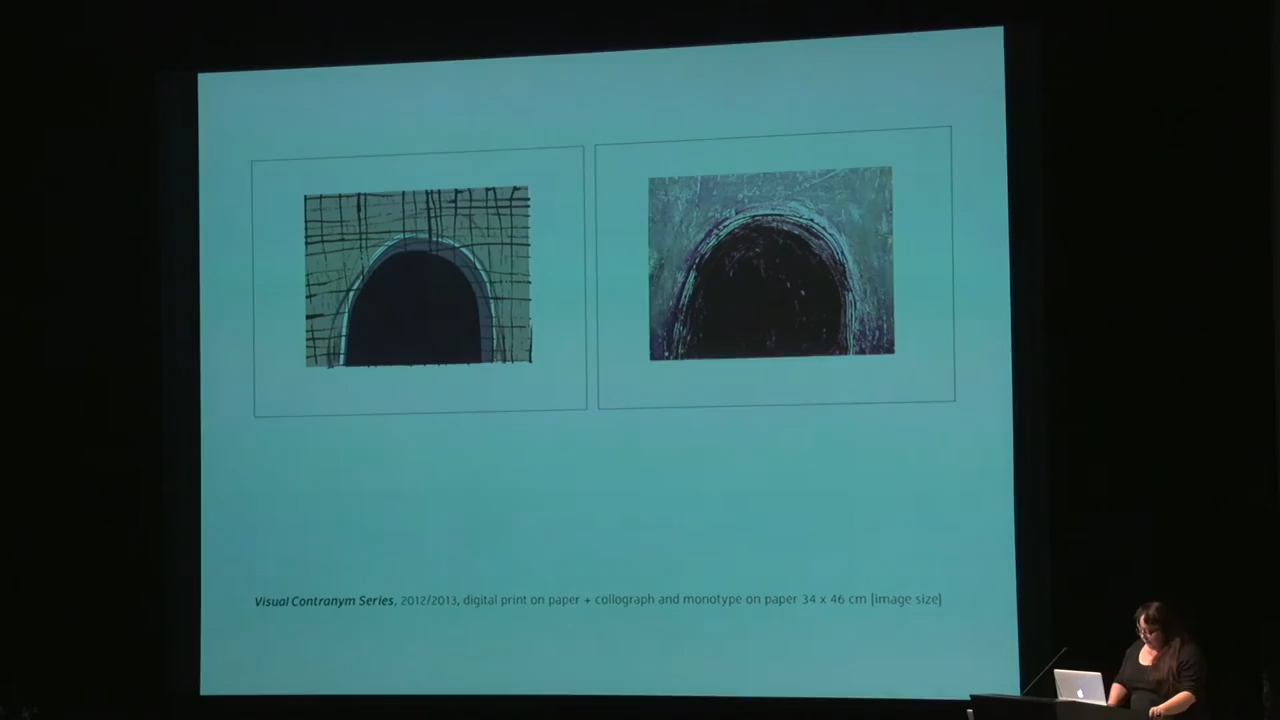 Visual Contranym Series, 2012/2013, digital print on paper + collograph and monotype on paper 34 x 46 cm [image size]